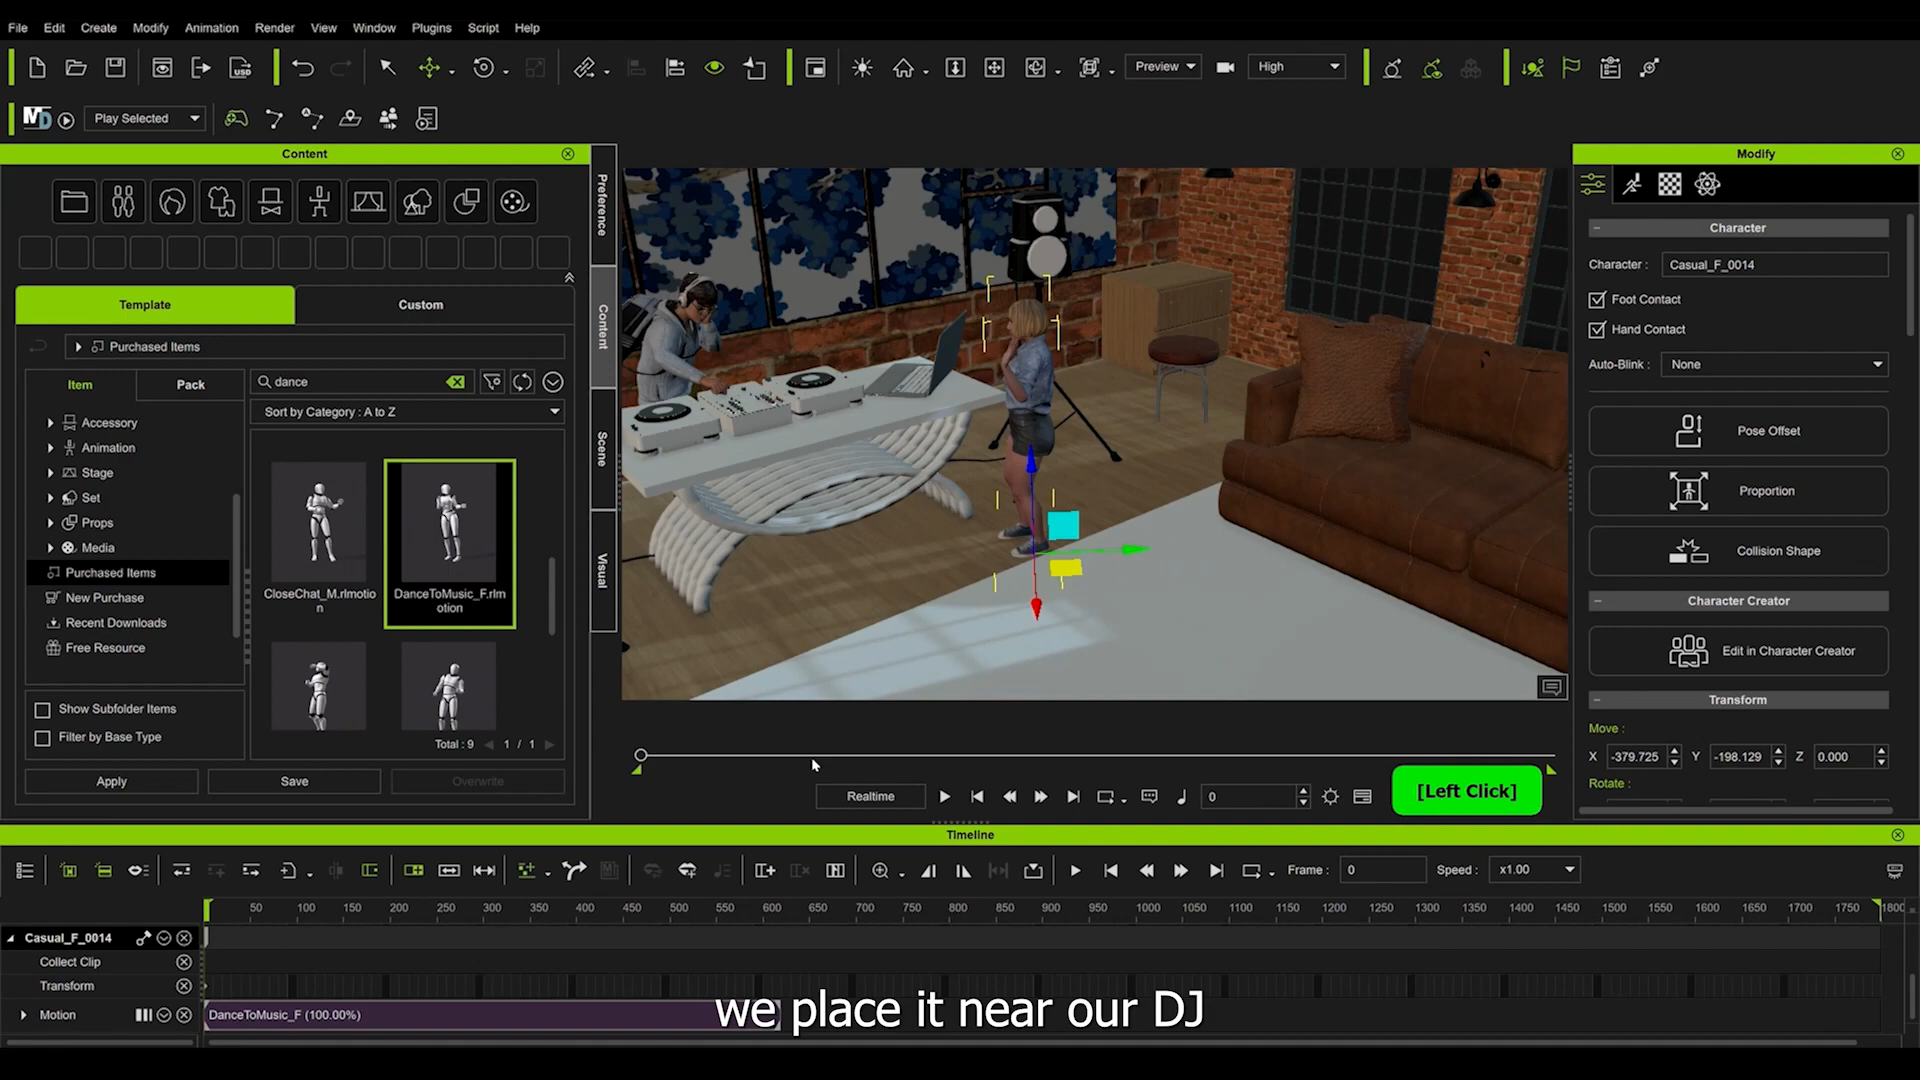 File Edit Create Modify Animation Render View Window Plugins Script Help
USD
Preview
High
MD
Play Selected
Content
Modify
Preference
Content
Scene
Visual
Template Custom
Purchased Items
Item Pack
dance
Sort by Category : A to Z
Accessory
Animation
Stage
Set
Props
Media
Purchased Items
New Purchase
Recent Downloads
Free Resource
CloseChat_M.rlmotio
n
DanceToMusic_F.rlm
otion
Show Subfolder Items
Filter by Base Type
Total : 9 1 / 1
Apply Save Overwrite
Character
Character : Casual_F_0014
Foot Contact
Hand Contact
Auto-Blink : None
Pose Offset
Proportion
Collision Shape
Character Creator
Edit in Character Creator
Transform
Move :
X -379.725 Y -198.129 Z 0.000
Rotate :
Realtime
0
[Left Click]
Timeline
Frame : 0 Speed : x1.00
50 100 150 200 250 300 350 400 450 500 550 600 650 700 750 800 850 900 950 1000 1050 1100 1150 1200 1250 1300 1350 1400 1450 1500 1550 1600 1650 1700 1750 1800
Casual_F_0014
Collect Clip
Transform
Motion
DanceToMusic_F (100.00%)
we place it near our DJ